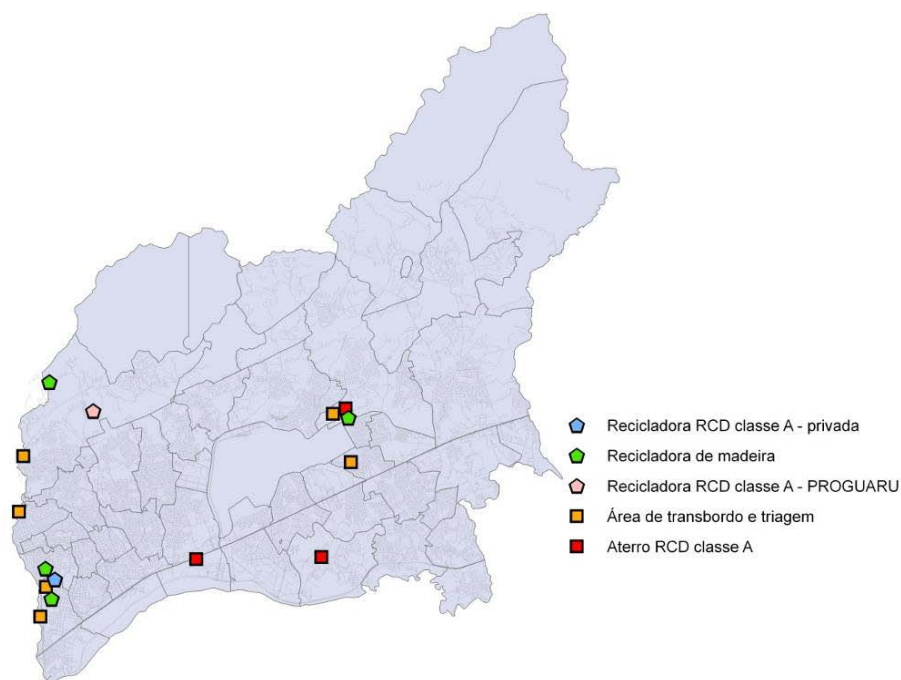 Recicladora RCD classe A - privada
Recicladora de madeira
Recicladora RCD classe A - PROGUARU
Área de transbordo e triagem
Aterro RCD classe A